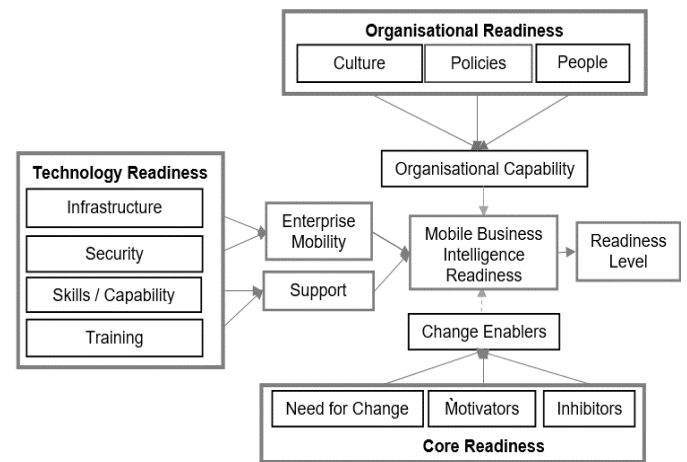 Organisational Readiness
Culture
Policies
People
Organisational Capability
Technology Readiness
Infrastructure
Security
Skills / Capability
Training
Enterprise
Mobility
Support
Mobile Business
Intelligence
Readiness
Readiness
Level
Change Enablers
Need for Change
Motivators
Inhibitors
Core Readiness